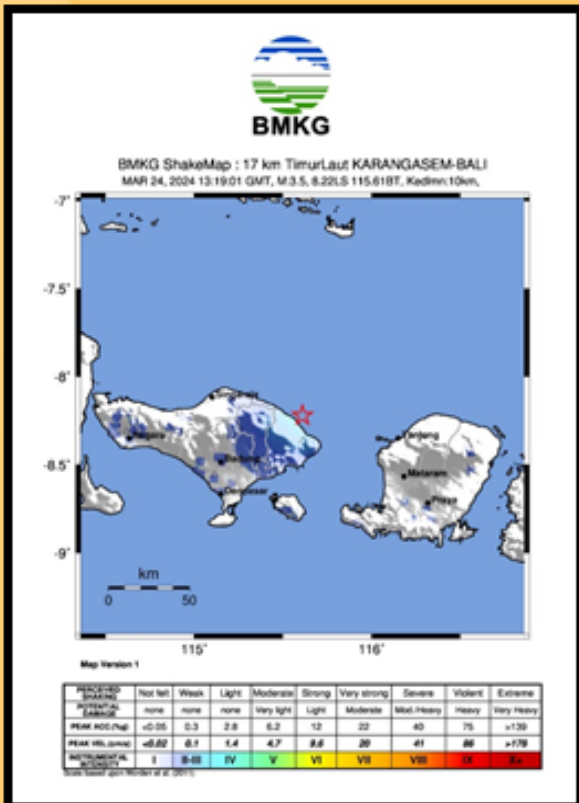 BMKG
BMKG ShakeMap : 17 km TimurLaut KARANGASEM-BALI
MAR 24, 2024 13:19:01 GMT, M:3.5, 8.22LS 115.61BT, Kedlmn:10km,
-7°
-7.5°
-8°
-8.5°
-9°
Negara
Badung
Denpasar
Tanjung
Mataram
Praya
km
0 50
115° 116°
Map Version 1
PERCEIVED SHAKING Not felt Weak Light Moderate Strong Very strong Severe Violent Extreme
POTENTIAL DAMAGE none none none Very light Light Moderate Mod./Heavy Heavy Very Heavy
PEAK ACC.(%g) <0.05 0.3 2.8 6.2 12 22 40 75 >139
PEAK VEL.(cm/s) <0.02 0.1 1.4 4.7 9.6 20 41 86 >178
INSTRUMENTAL INTENSITY I II-III IV V VI VII VIII IX X+
Scale based upon Worden et al. (2011)